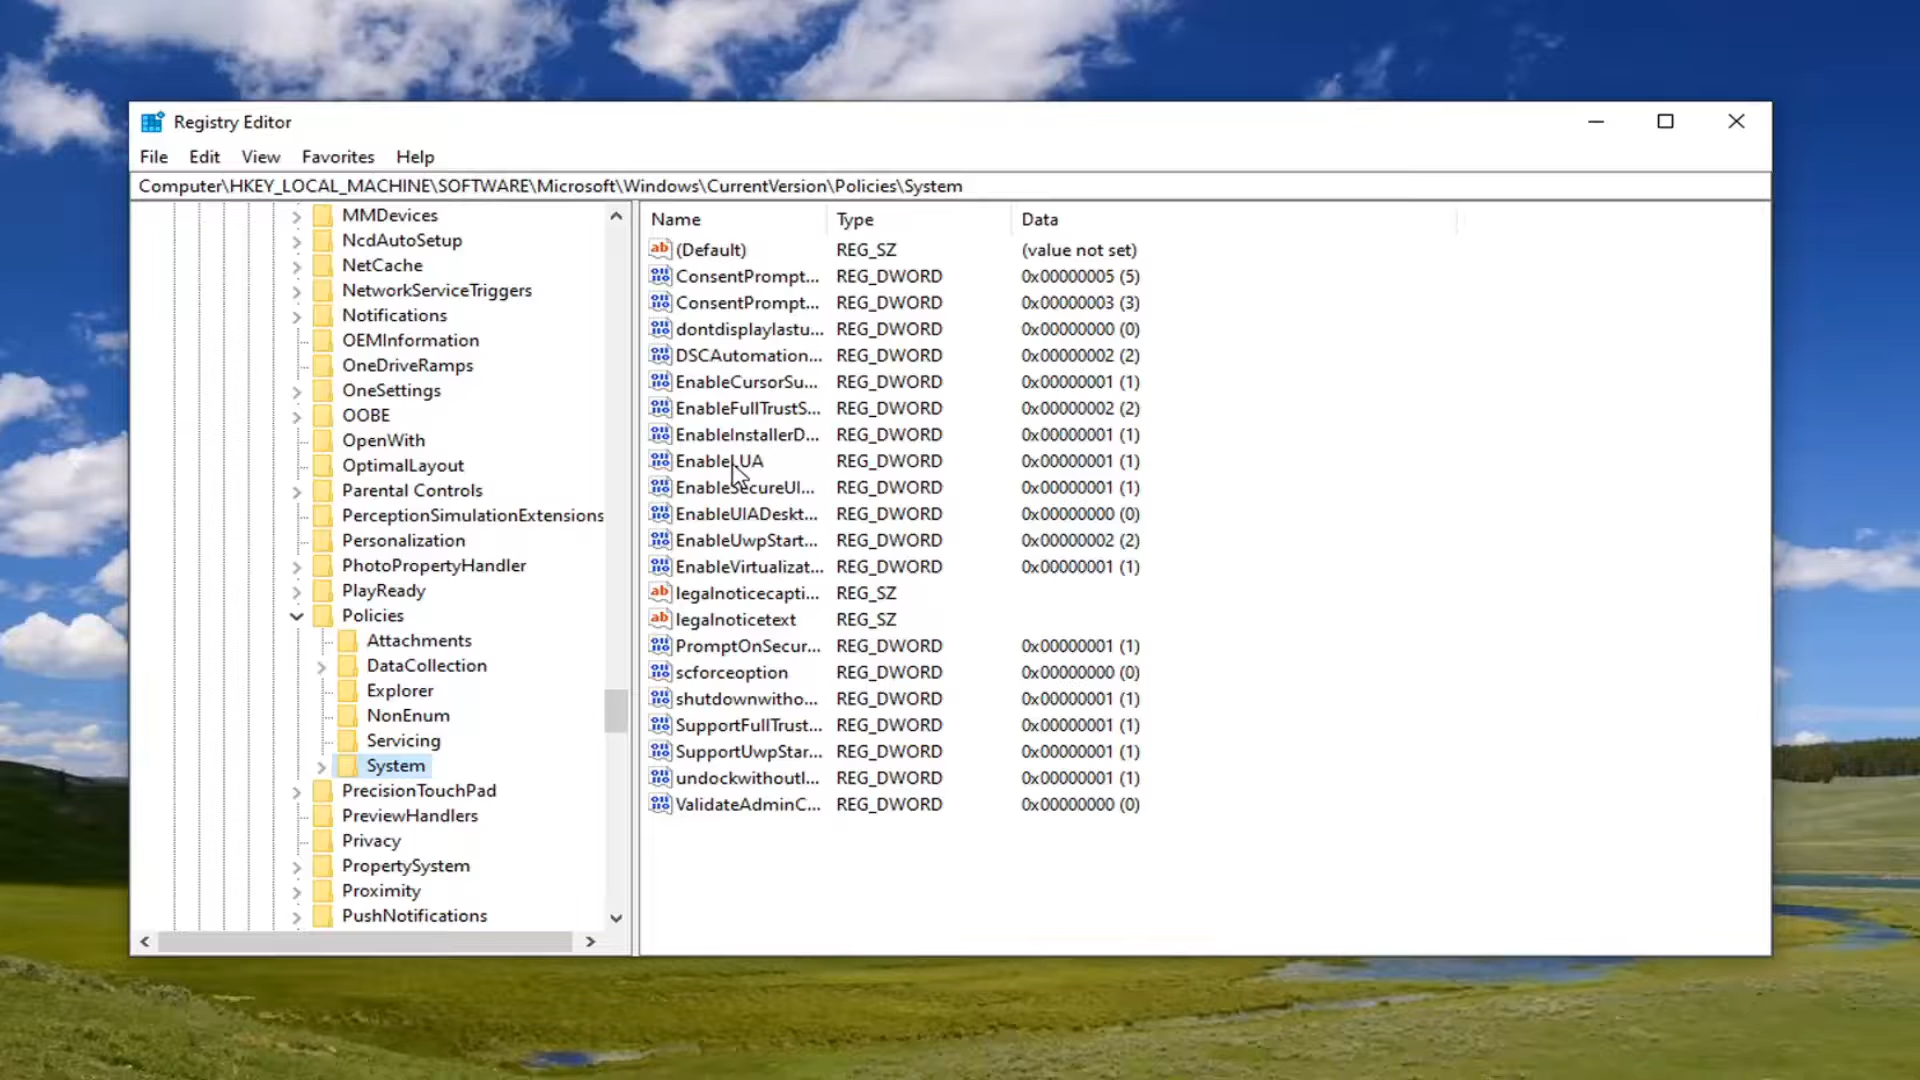 Registry Editor
File Edit View Favorites Help
Computer\HKEY_LOCAL_MACHINE\SOFTWARE\Microsoft\Windows\CurrentVersion\Policies\System
MMDevices
NcdAutoSetup
NetCache
NetworkServiceTriggers
Notifications
OEMInformation
OneDriveRamps
OneSettings
OOBE
OpenWith
OptimalLayout
Parental Controls
PerceptionSimulationExtensions
Personalization
PhotoPropertyHandler
PlayReady
Policies
Attachments
DataCollection
Explorer
NonEnum
Servicing
System
PrecisionTouchPad
PreviewHandlers
Privacy
PropertySystem
Proximity
PushNotifications
Name Type Data
(Default) REG_SZ (value not set)
ConsentPrompt... REG_DWORD 0x00000005 (5)
ConsentPrompt... REG_DWORD 0x00000003 (3)
dontdisplaylastu... REG_DWORD 0x00000000 (0)
DSCAutomation... REG_DWORD 0x00000002 (2)
EnableCursorSu... REG_DWORD 0x00000001 (1)
EnableFullTrustS... REG_DWORD 0x00000002 (2)
EnableInstallerD... REG_DWORD 0x00000001 (1)
EnableLUA REG_DWORD 0x00000001 (1)
EnableSecureUI... REG_DWORD 0x00000001 (1)
EnableUIADeskt... REG_DWORD 0x00000000 (0)
EnableUwpStart... REG_DWORD 0x00000002 (2)
EnableVirtualizat... REG_DWORD 0x00000001 (1)
legalnoticecapti... REG_SZ
legalnoticetext REG_SZ
PromptOnSecur... REG_DWORD 0x00000001 (1)
scforceoption REG_DWORD 0x00000000 (0)
shutdownwitho... REG_DWORD 0x00000001 (1)
SupportFullTrust... REG_DWORD 0x00000001 (1)
SupportUwpStar... REG_DWORD 0x00000001 (1)
undockwithoutl... REG_DWORD 0x00000001 (1)
ValidateAdminC... REG_DWORD 0x00000000 (0)